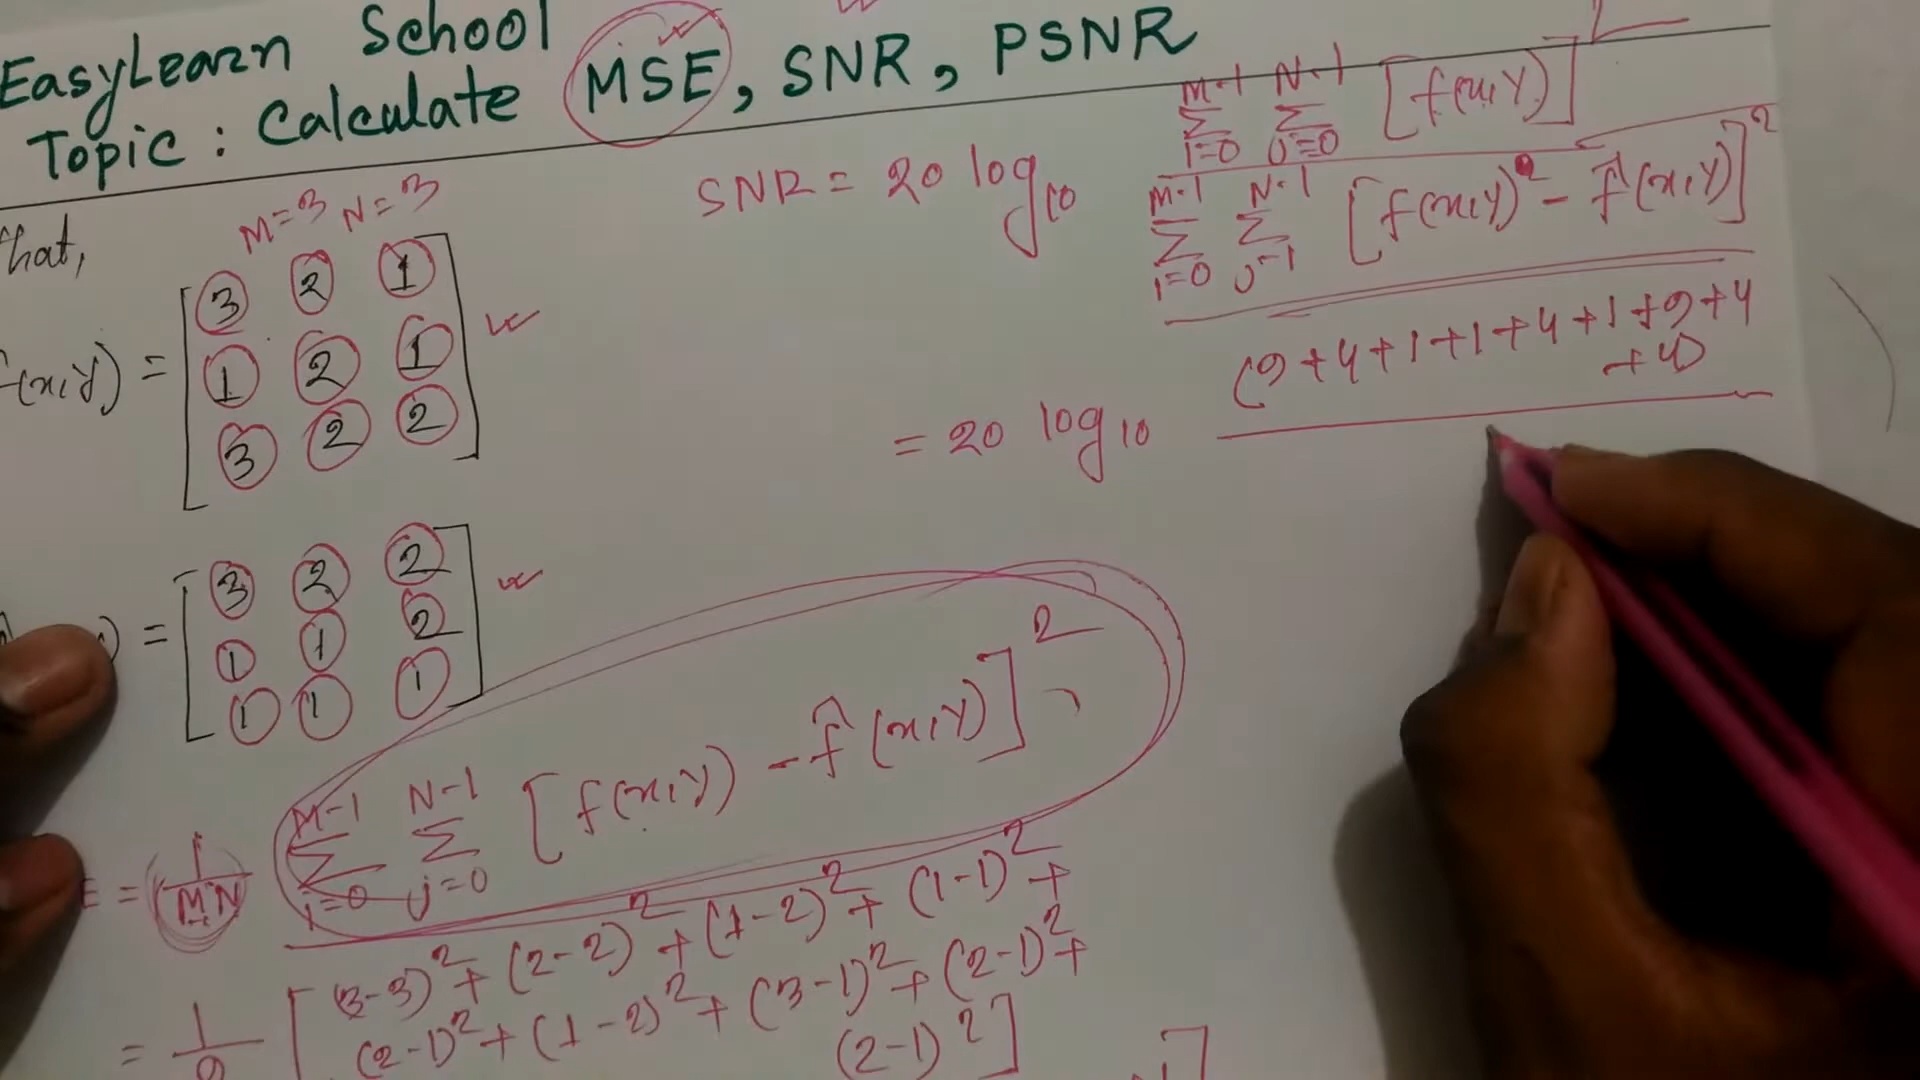 EasyLearn School
Topic : Calculate MSE, SNR, PSNR
that,
M=3 N=3
f(x,y) = [3 2 1
1 2 1
3 2 2]
) = [3 2 2
1 1 2
1 1 1]
SNR = 20 log10
M-1 N-1
Σ Σ [f(x,y)]2
i=0 j=0
M-1 N-1
Σ Σ [f(x,y) - f̂(x,y)]2
i=0 j-1
= 20 log10 (9+4+1+1+4+1+9+4
+4)
E = 1/MN
M-1 N-1
Σ Σ [f(x,y) - f̂(x,y)]2
i=0 j=0
= 1/9 [(3-3)2+(2-2)2+(1-2)2+(1-1)2+
(2-1)2+(1-2)2+(3-1)2+(2-1)2+
(2-1)2]